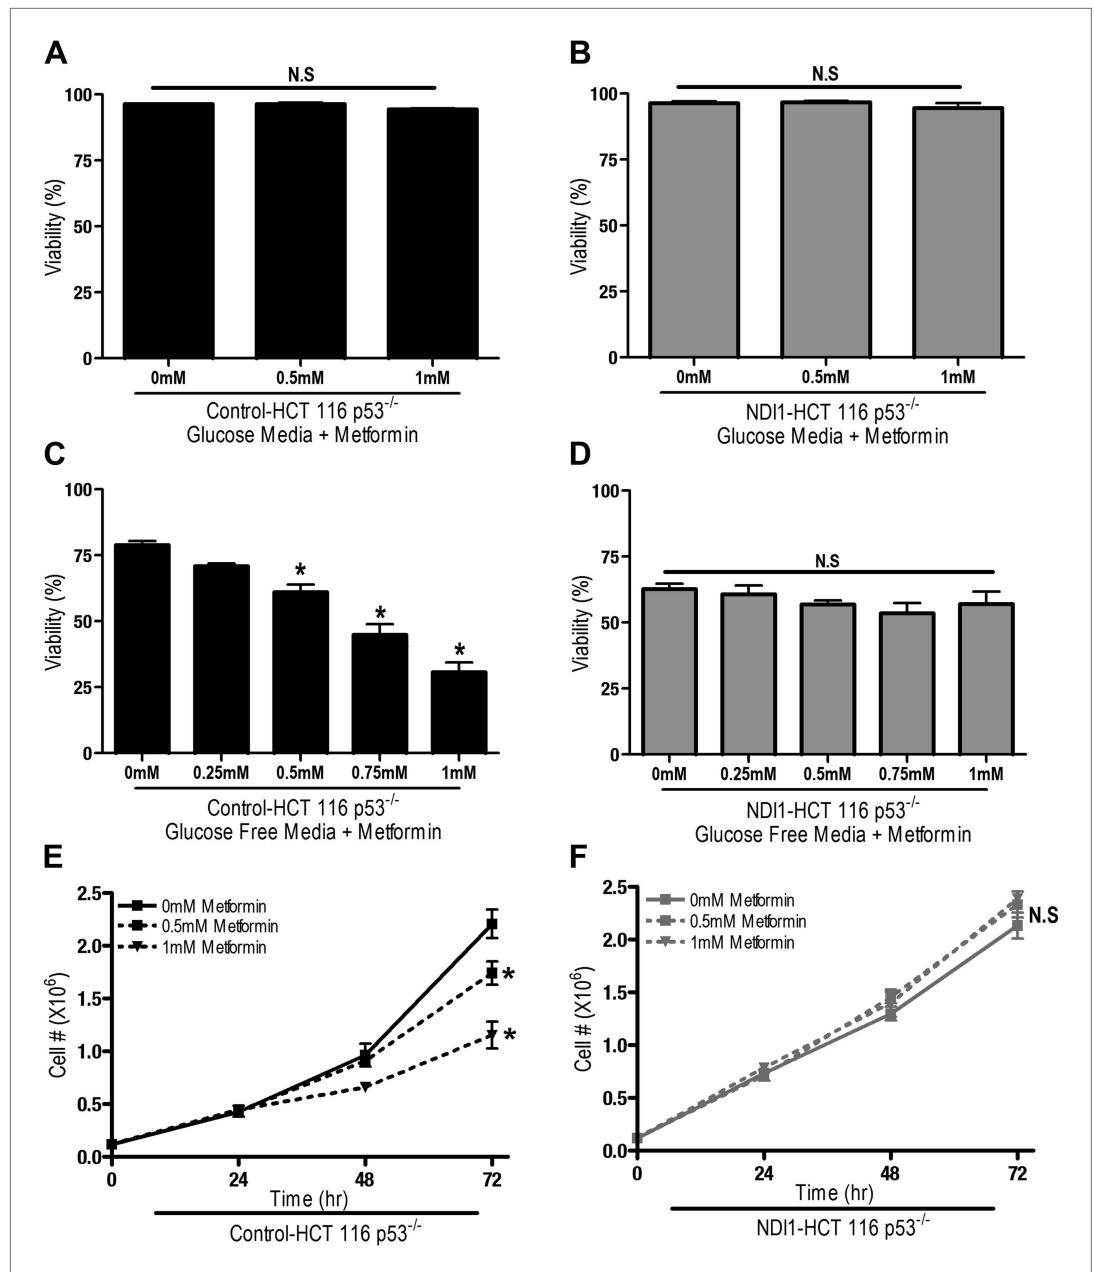 A
N.S
100
75
50
25
0
Viability (%)
0mM 0.5mM 1mM
Control-HCT 116 p53-/-
Glucose Media + Metformin
B
N.S
100
75
50
25
0
Viability (%)
0mM 0.5mM 1mM
NDI1-HCT 116 p53-/-
Glucose Media + Metformin
C
100
75
50
25
0
Viability (%)
* * *
0mM 0.25mM 0.5mM 0.75mM 1mM
Control-HCT 116 p53-/-
Glucose Free Media + Metformin
D
100
75
50
25
0
Viability (%)
N.S
0mM 0.25mM 0.5mM 0.75mM 1mM
NDI1-HCT 116 p53-/-
Glucose Free Media + Metformin
E
2.5
2.0
1.5
1.0
0.5
0.0
Cell # (X10⁶)
0mM Metformin
0.5mM Metformin
1mM Metformin
*
*
0 24 48 72
Time (hr)
Control-HCT 116 p53-/-
F
2.5
2.0
1.5
1.0
0.5
0.0
Cell # (X10⁶)
0mM Metformin
0.5mM Metformin
1mM Metformin
N.S
0 24 48 72
Time (hr)
NDI1-HCT 116 p53-/-